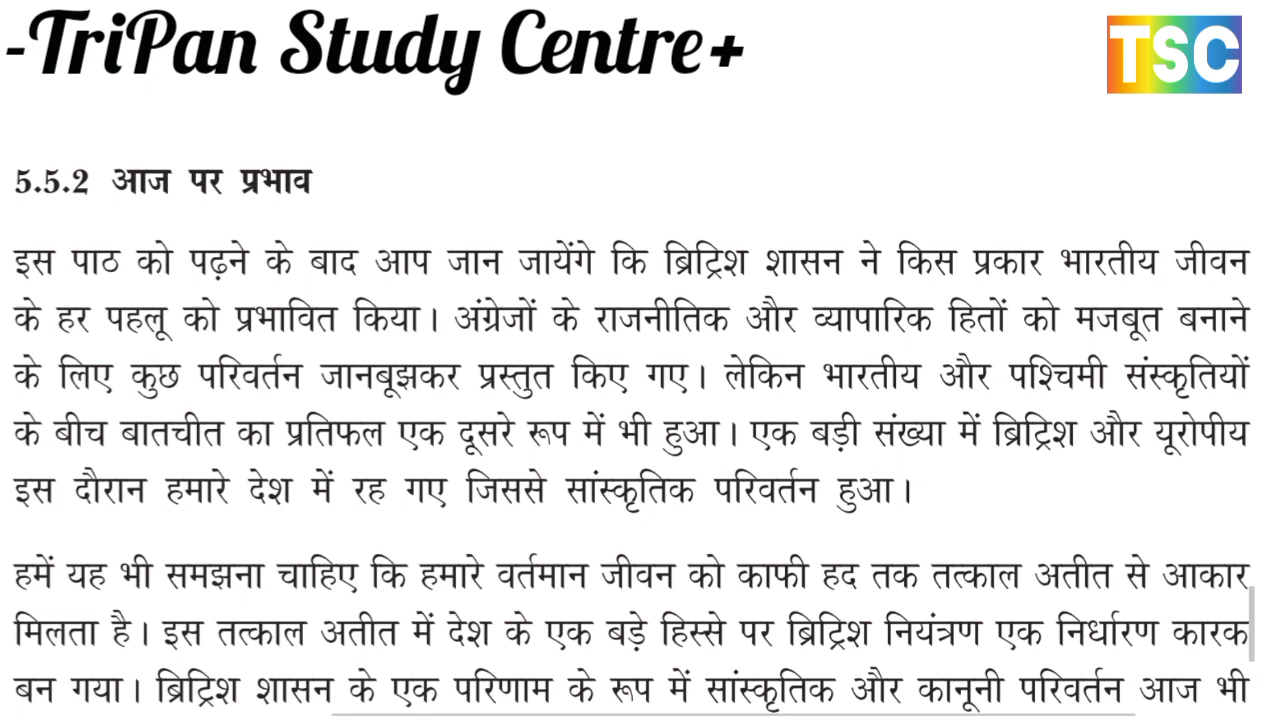 -TriPan Study Centre+
TSC
5.5.2 आज पर प्रभाव
इस पाठ को पढ़ने के बाद आप जान जायेंगे कि ब्रिट्रिश शासन ने किस प्रकार भारतीय जीवन
के हर पहलू को प्रभावित किया। अंग्रेजों के राजनीतिक और व्यापारिक हितों को मजबूत बनाने
के लिए कुछ परिवर्तन जानबूझकर प्रस्तुत किए गए। लेकिन भारतीय और पश्चिमी संस्कृतियों
के बीच बातचीत का प्रतिफल एक दूसरे रूप में भी हुआ। एक बड़ी संख्या में ब्रिट्रिश और यूरोपीय
इस दौरान हमारे देश में रह गए जिससे सांस्कृतिक परिवर्तन हुआ।
हमें यह भी समझना चाहिए कि हमारे वर्तमान जीवन को काफी हद तक तत्काल अतीत से आकार
मिलता है। इस तत्काल अतीत में देश के एक बड़े हिस्से पर ब्रिट्रिश नियंत्रण एक निर्धारण कारक
बन गया। ब्रिट्रिश शासन के एक परिणाम के रूप में सांस्कृतिक और कानूनी परिवर्तन आज भी